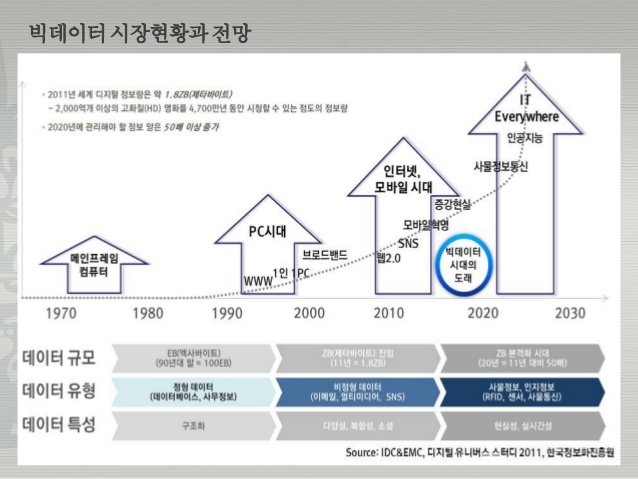 빅데이터 시장현황과 전망
• 2011년 세계 디지털 정보량은 약 1.8ZB(제타바이트)
– 2,000억개 이상의 고화질(HD) 영화를 4,700만년 동안 시청할 수 있는 정도의 정보량
• 2020년에 관리해야 할 정보 양은 50배 이상 증가
IT
Everywhere
인공지능
사물정보통신
인터넷,
모바일 시대
증강현실
모바일혁명
SNS
웹2.0
빅데이터
시대의
도래
PC시대
브로드밴드
1인 1PC
WWW
메인프레임
컴퓨터
1970 1980 1990 2000 2010 2020 2030
데이터 규모
EB(엑사바이트)
(90년대 말 = 100EB)
ZB(제타바이트) 진입
(11년 = 1.8ZB)
ZB 본격화 시대
(20년 = 11년 대비 50배)
데이터 유형
정형 데이터
(데이터베이스, 사무정보)
비정형 데이터
(이메일, 멀티미디어, SNS)
사물정보, 인지정보
(RFID, 센서, 사물통신)
데이터 특성
구조화
다양성, 복합성, 소셜
현실성, 실시간성
Source: IDC&EMC, 디지털 유니버스 스터디 2011, 한국정보화진흥원